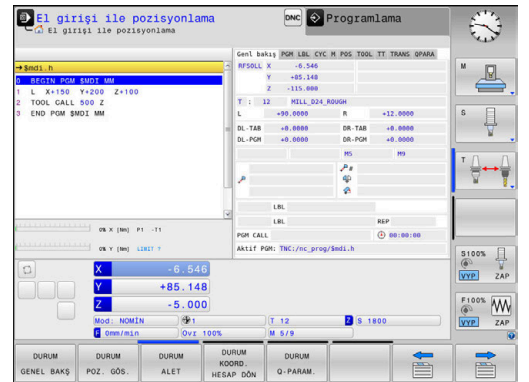 El girişi ile pozisyonlama
El girişi ile pozisyonlama
DNC
Programlama
→$mdi.h
0 BEGIN PGM $MDI MM
1 L X+150 Y+200 Z+100
2 TOOL CALL 500 Z
3 END PGM $MDI MM
Genl bakış PGM LBL CYC M POS TOOL TT TRANS QPARA
RFSOLL X -6.546
Y +85.148
Z -115.000
T : 12 MILL_D24_ROUGH
L +90.0000 R +12.0000
DL-TAB +0.0000 DR-TAB +0.0000
DL-PGM +0.0000 DR-PGM +0.0000
M5 M9
LBL
LBL REP
PGM CALL 00:00:00
Aktif PGM: TNC:/nc_prog/$mdi.h
0% X [Nm] P1 -T1
0% Y [Nm] LIMIT 1
X -6.546
Y +85.148
Z -5.000
Mod: NOMİN 1 T 12 Z S 1800
F 0mm/min Ovr 100% M 5/9
M
S
T
S100%
VYP ZAP
F100%
VYP ZAP
DURUM GENEL BAKŞ
DURUM POZ. GÖS.
DURUM ALET
DURUM KOORD. HESAP DÖN
DURUM Q-PARAM.